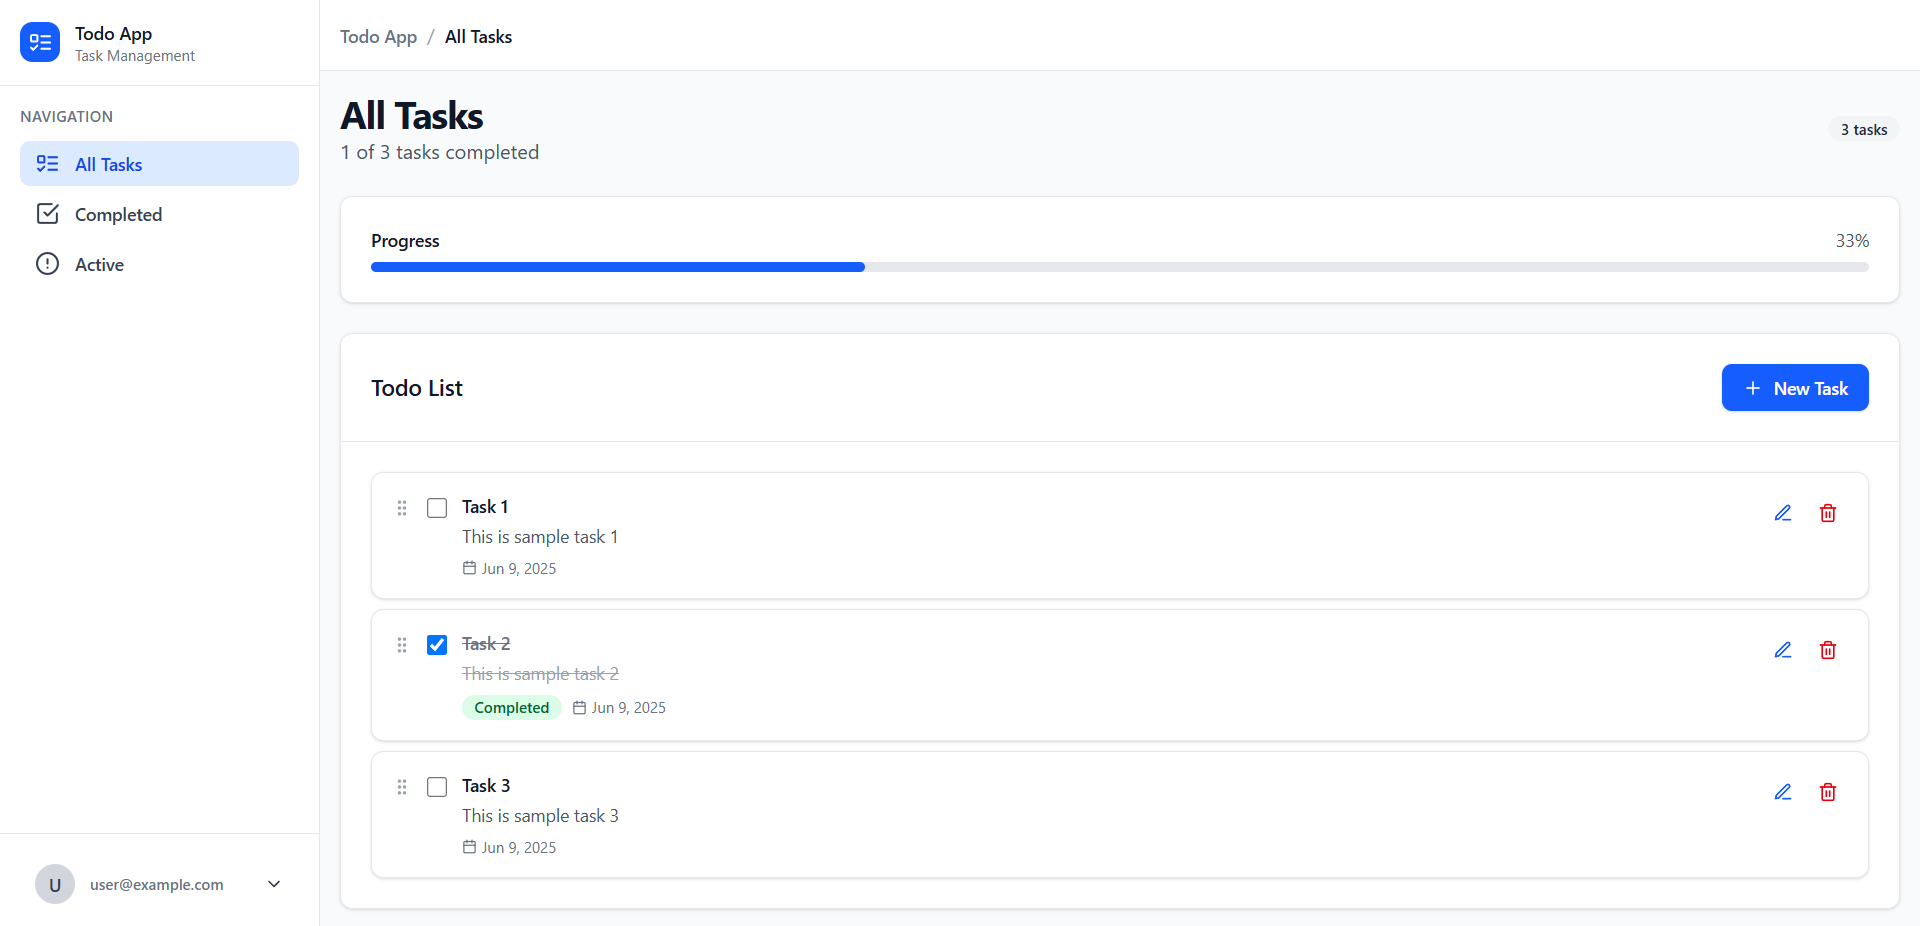 Todo App
Task Management
NAVIGATION
All Tasks
Completed
Active
U
user@example.com
Todo App / All Tasks
All Tasks
1 of 3 tasks completed
3 tasks
Progress
33%
Todo List
New Task
Task 1
This is sample task 1
Jun 9, 2025
Task 2
This is sample task 2
Completed
Jun 9, 2025
Task 3
This is sample task 3
Jun 9, 2025